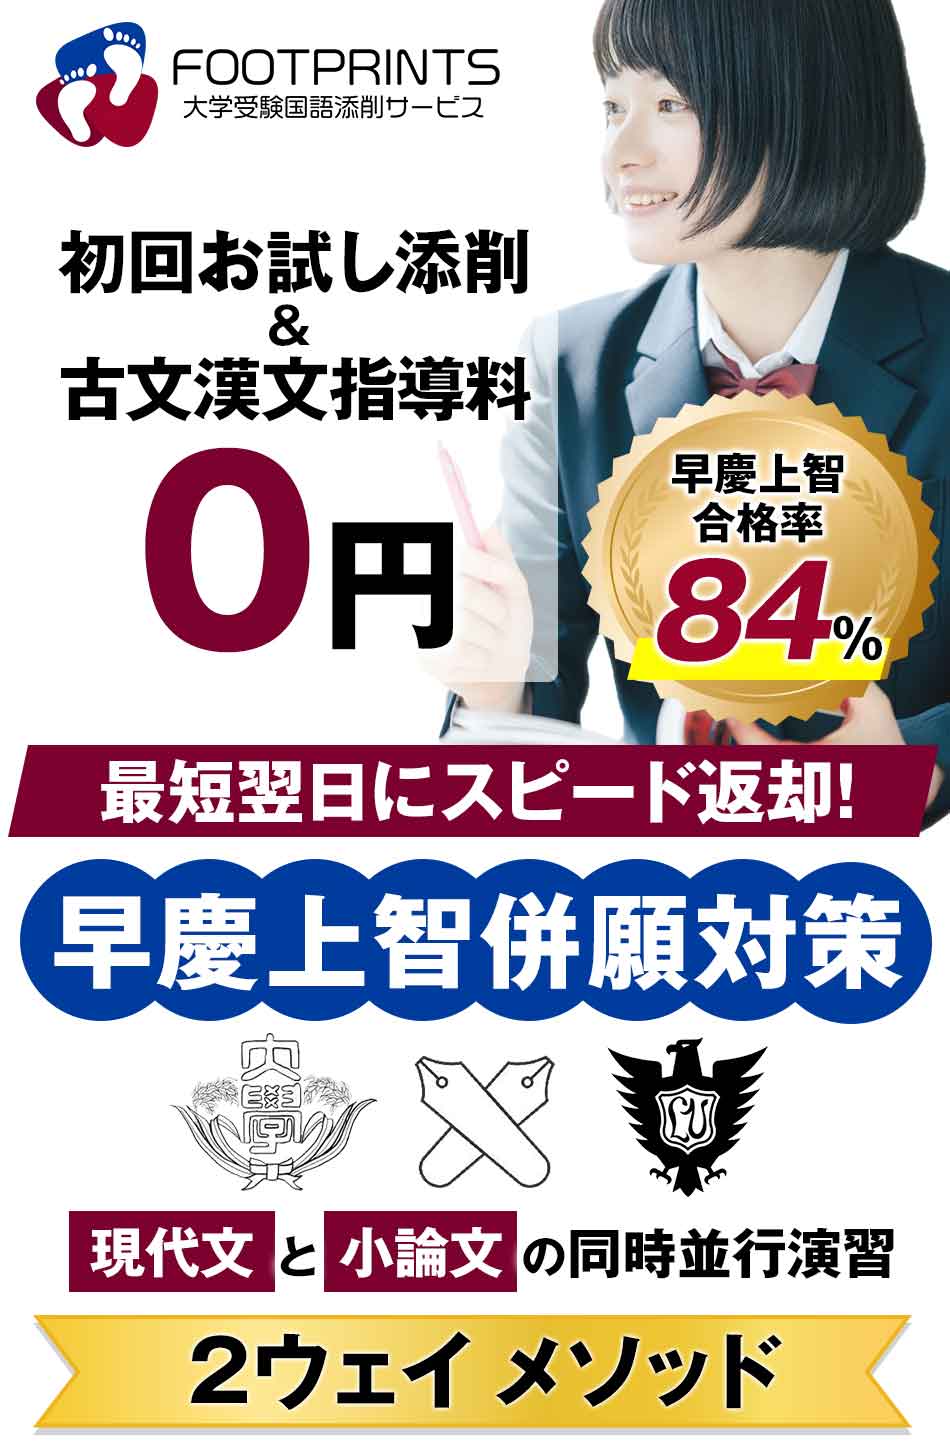 FOOTPRINTS
大学受験国語添削サービス
初回お試し添削
&
古文漢文指導料
0円
早慶上智
合格率
84%
最短翌日にスピード返却!
早慶上智併願対策
大學
LU
現代文と小論文の同時並行演習
2ウェイメソッド